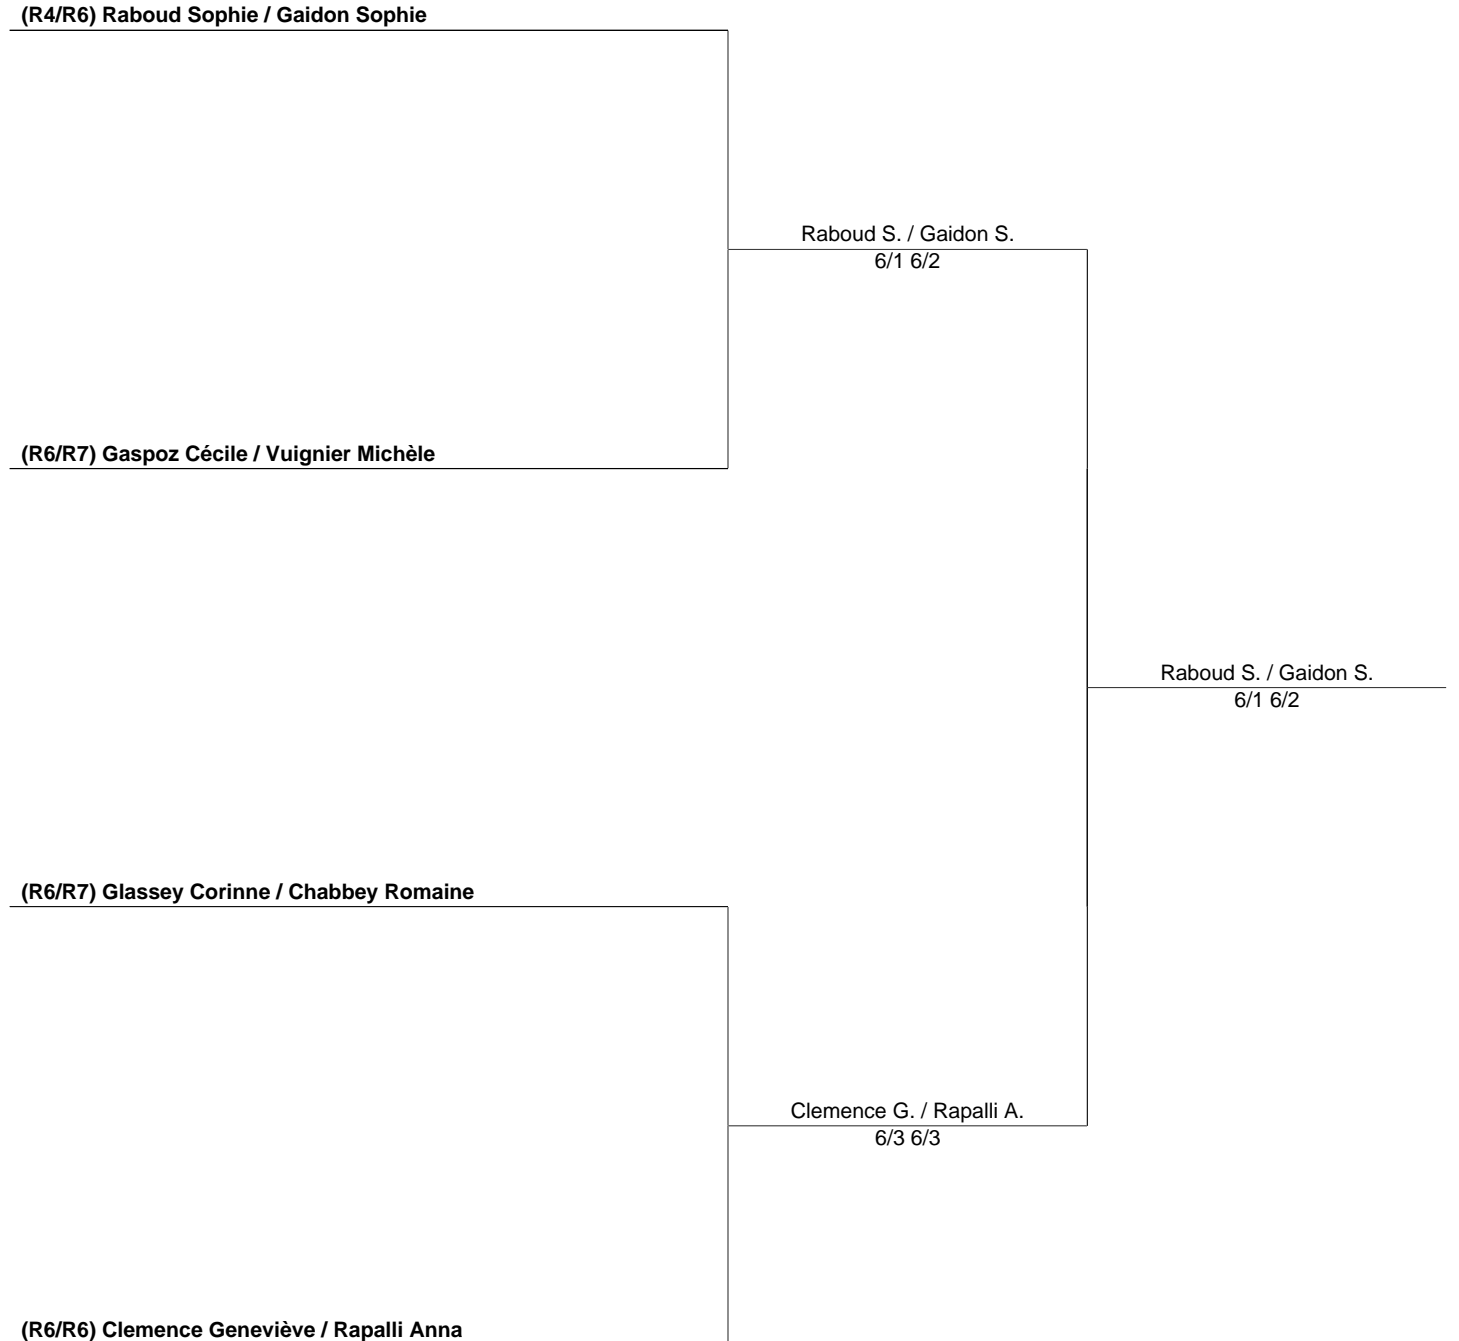 (R4/R6) Raboud Sophie / Gaidon Sophie
Raboud S. / Gaidon S.
6/1 6/2
(R6/R7) Gaspoz Cécile / Vuignier Michèle
Raboud S. / Gaidon S.
6/1 6/2
(R6/R7) Glassey Corinne / Chabbey Romaine
Clemence G. / Rapalli A.
6/3 6/3
(R6/R6) Clemence Geneviève / Rapalli Anna